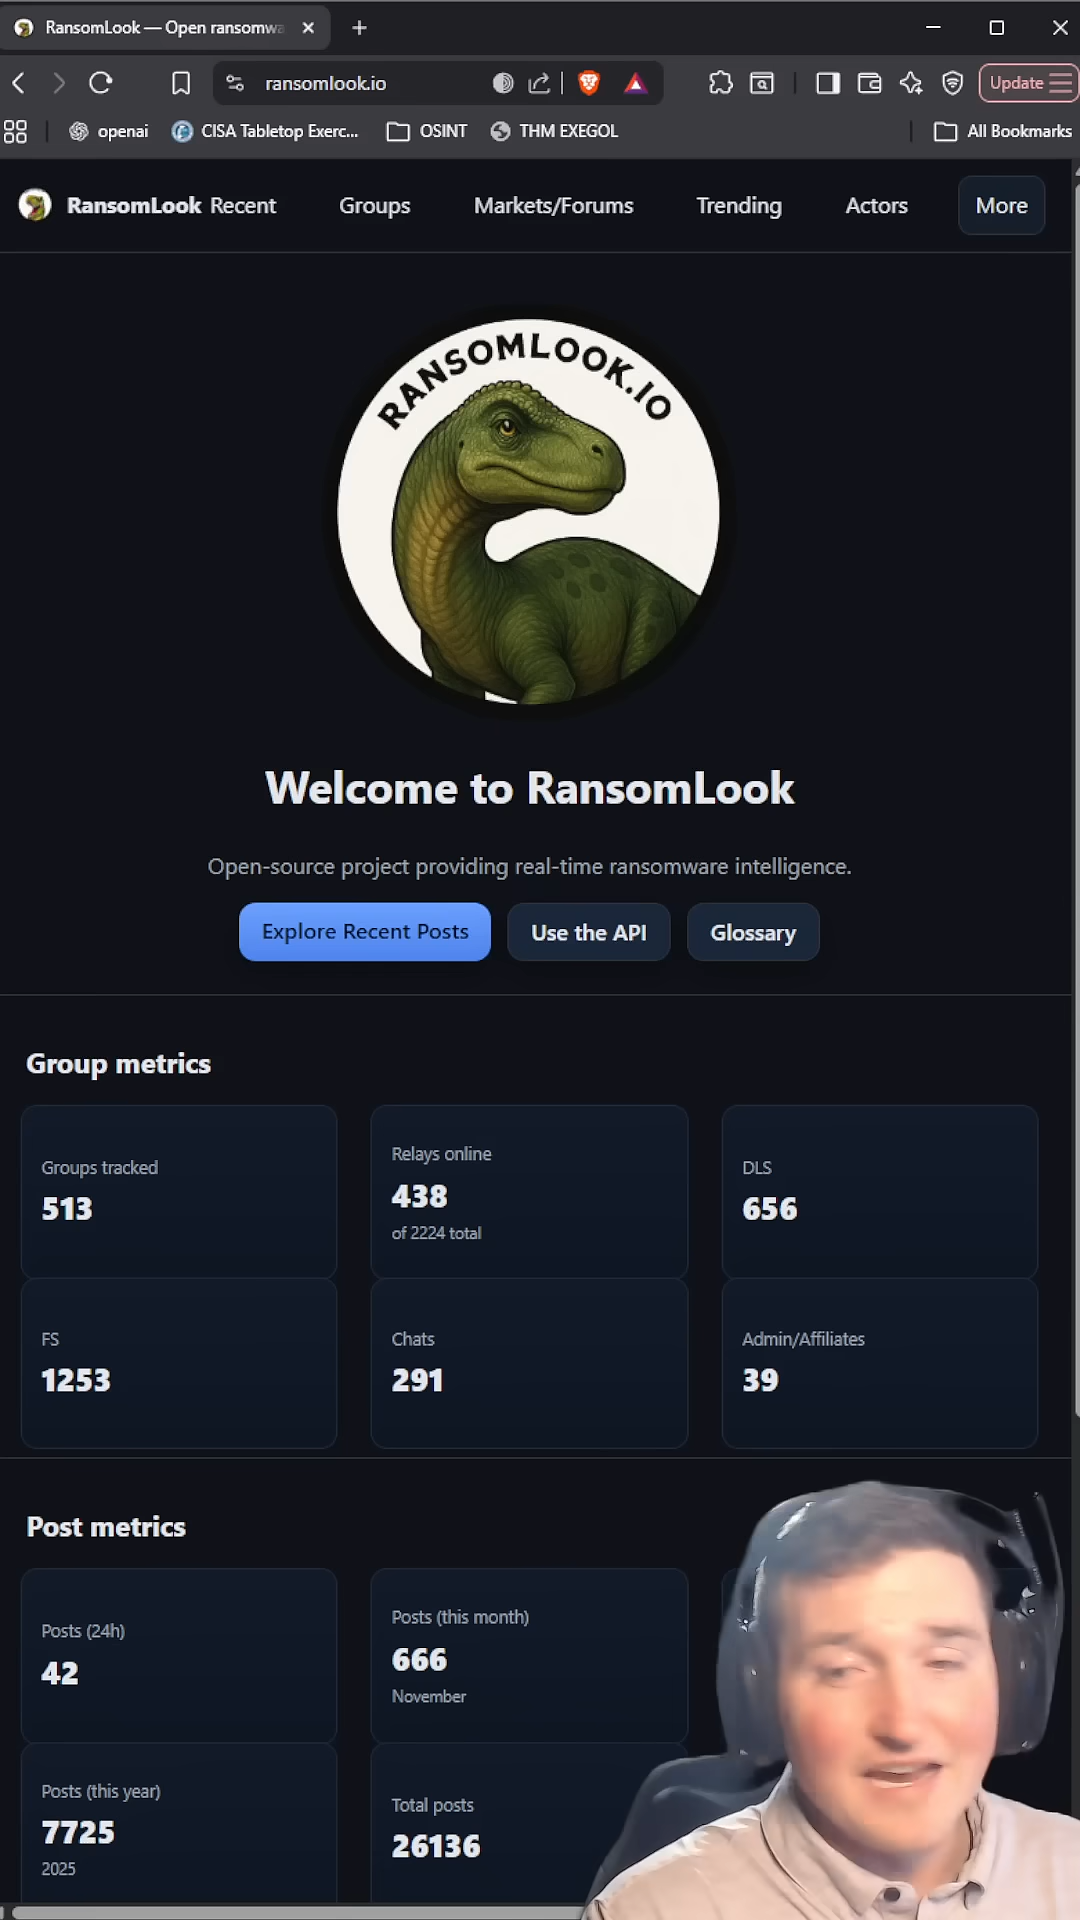 RansomLook — Open ransomwa
ransomlook.io
Update
openai
CISA Tabletop Exerc...
OSINT
THM EXEGOL
All Bookmarks
RansomLook Recent Groups Markets/Forums Trending Actors More
RANSOMLOOK.IO
Welcome to RansomLook
Open-source project providing real-time ransomware intelligence.
Explore Recent Posts
Use the API
Glossary
Group metrics
Groups tracked
513
Relays online
438
of 2224 total
DLS
656
FS
1253
Chats
291
Admin/Affiliates
39
Post metrics
Posts (24h)
42
Posts (this month)
666
November
Posts (this year)
7725
2025
Total posts
26136